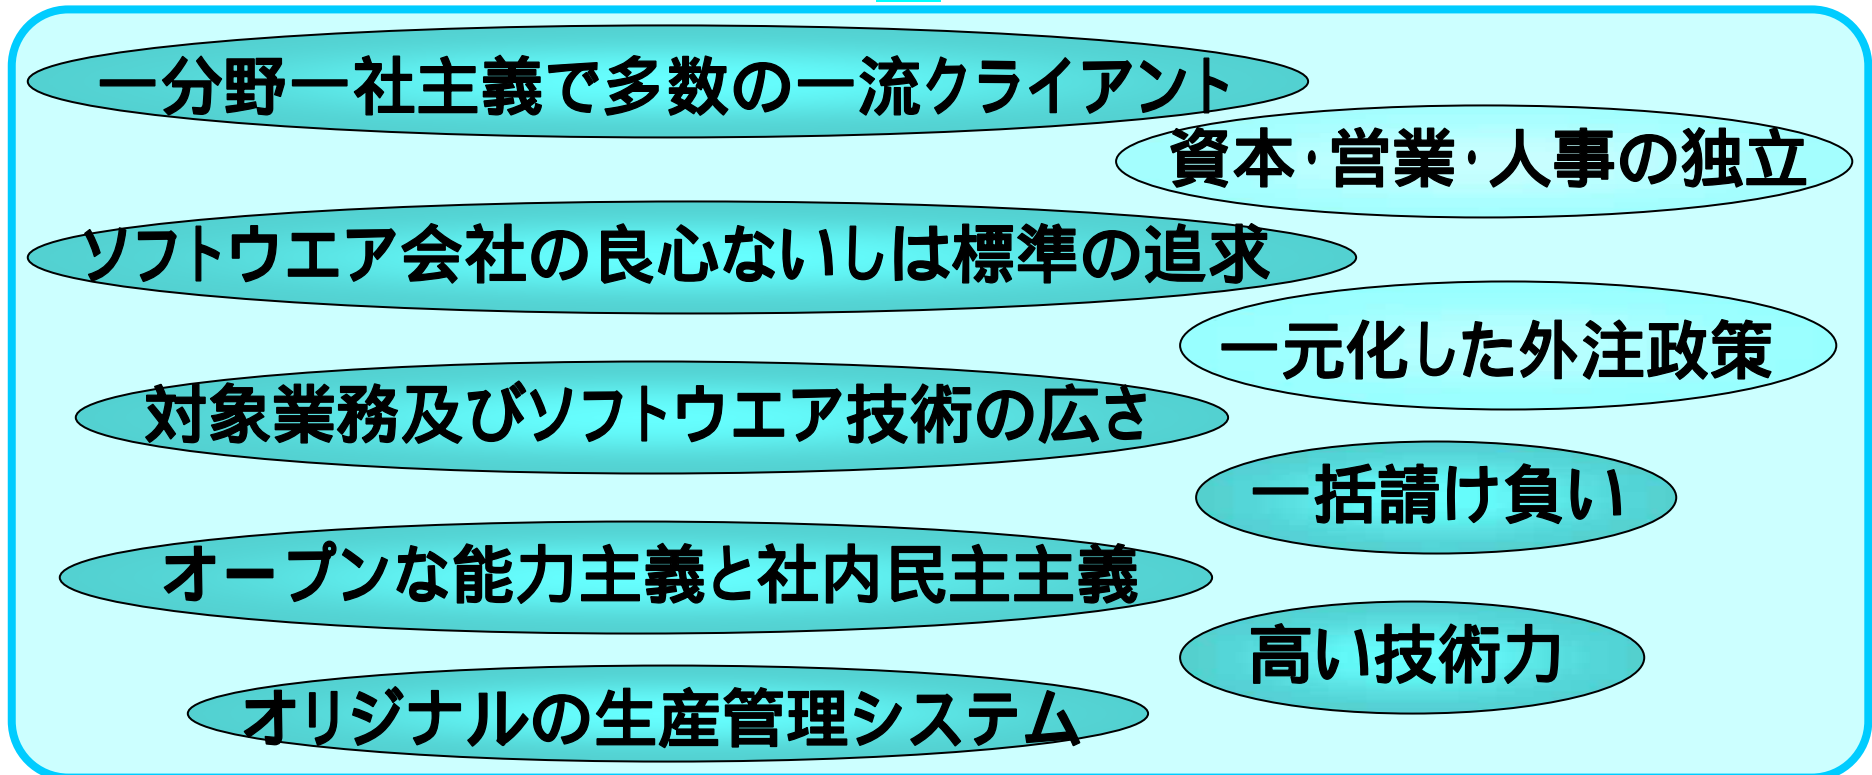 一分野一社主義で多数の一流クライアント
資本・営業・人事の独立
ソフトウエア会社の良心ないしは標準の追求
一元化した外注政策
対象業務及びソフトウエア技術の広さ
一括請け負い
オープンな能力主義と社内民主主義
高い技術力
オリジナルの生産管理システム